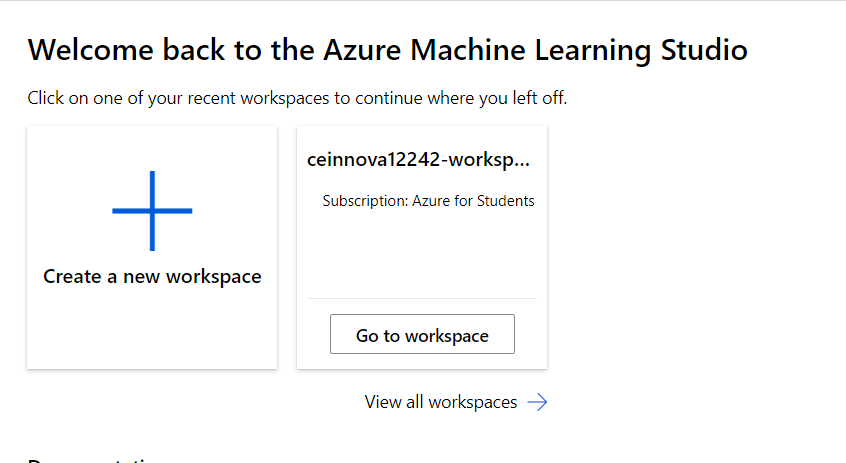 Welcome back to the Azure Machine Learning Studio
Click on one of your recent workspaces to continue where you left off.
Create a new workspace
ceinnova12242-worksp...
Subscription: Azure for Students
Go to workspace
View all workspaces